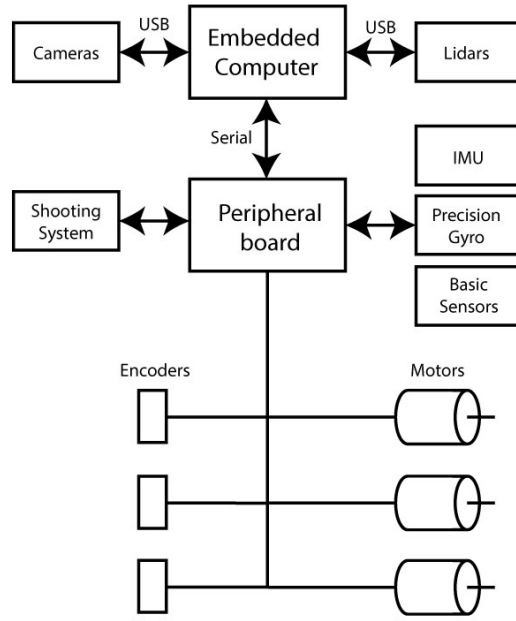 USB
USB
Cameras
Embedded
Computer
Lidars
Serial
IMU
Shooting
System
Peripheral
board
Precision
Gyro
Basic
Sensors
Encoders
Motors